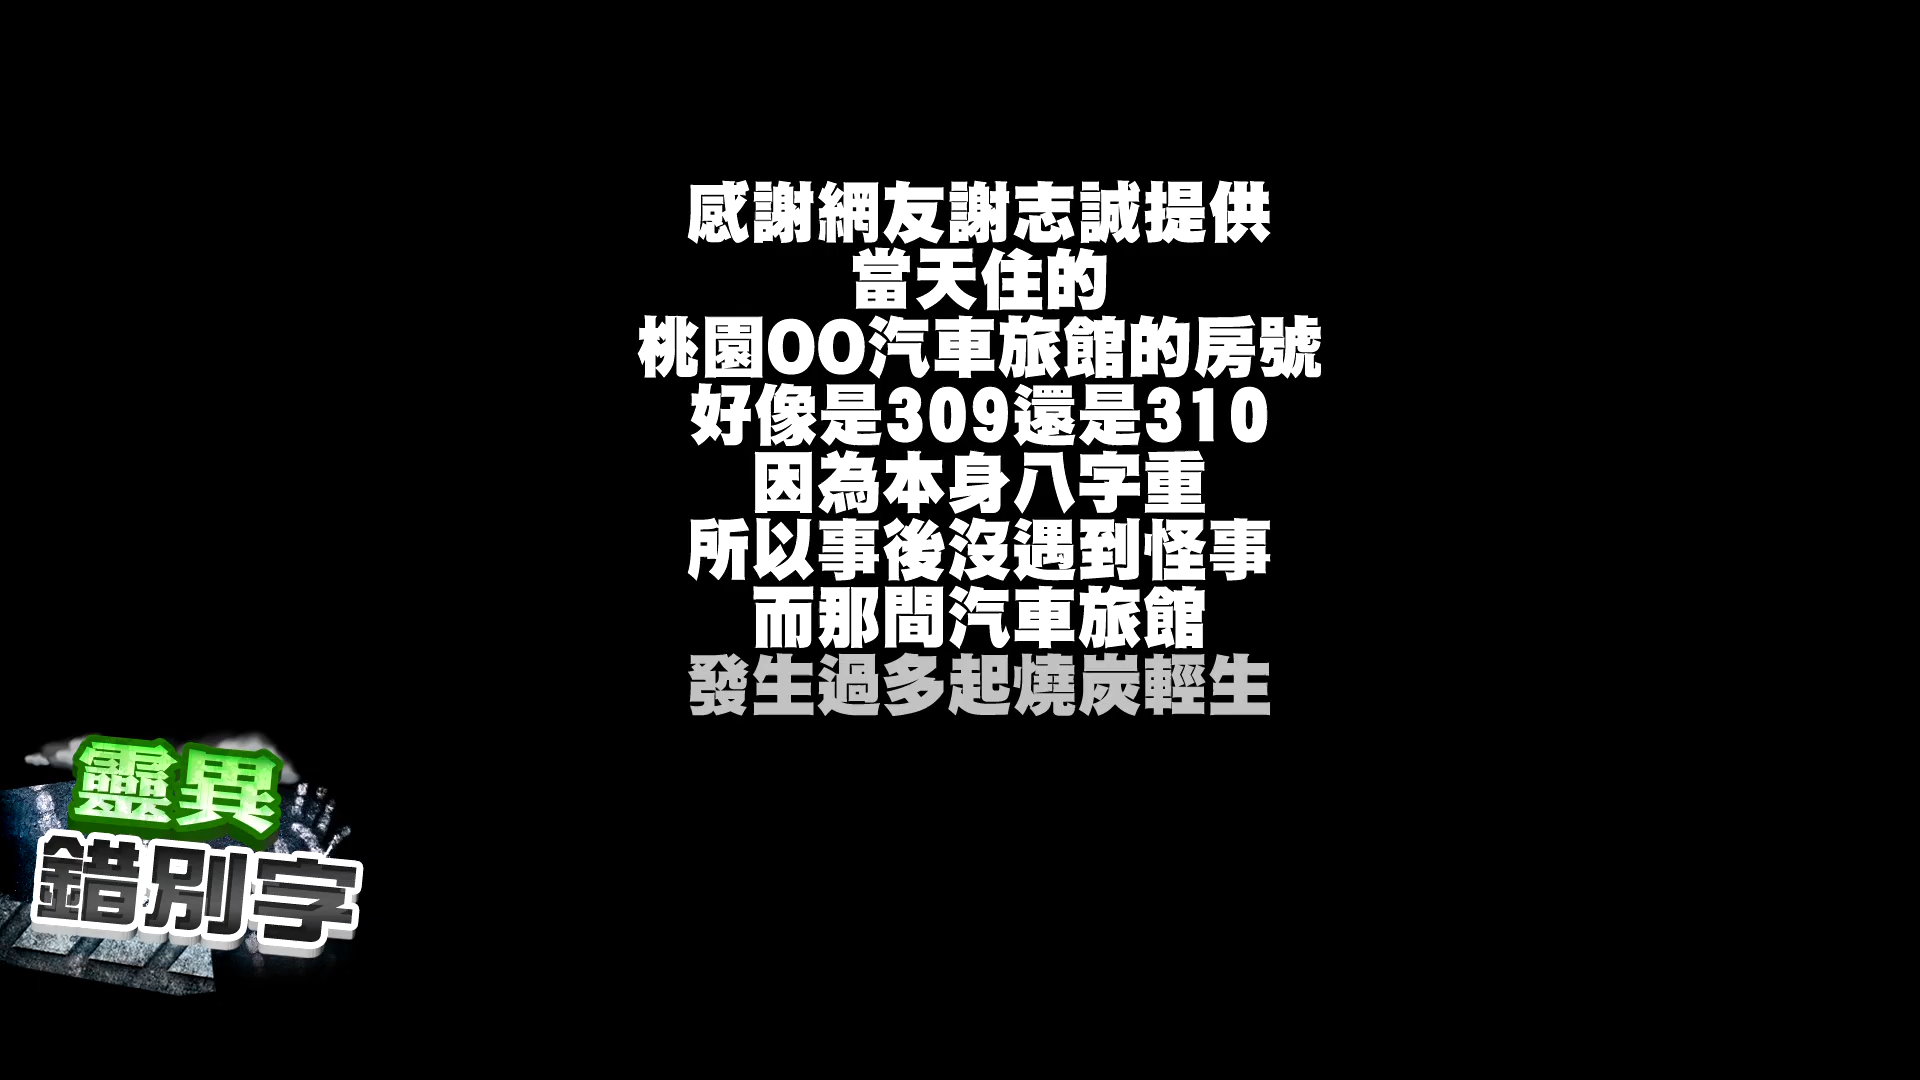 感謝網友謝志誠提供
當天住的
桃園OO汽車旅館的房號
好像是309還是310
因為本身八字重
所以事後沒遇到怪事
而那間汽車旅館
發生過多起燒炭輕生
靈異
錯別字